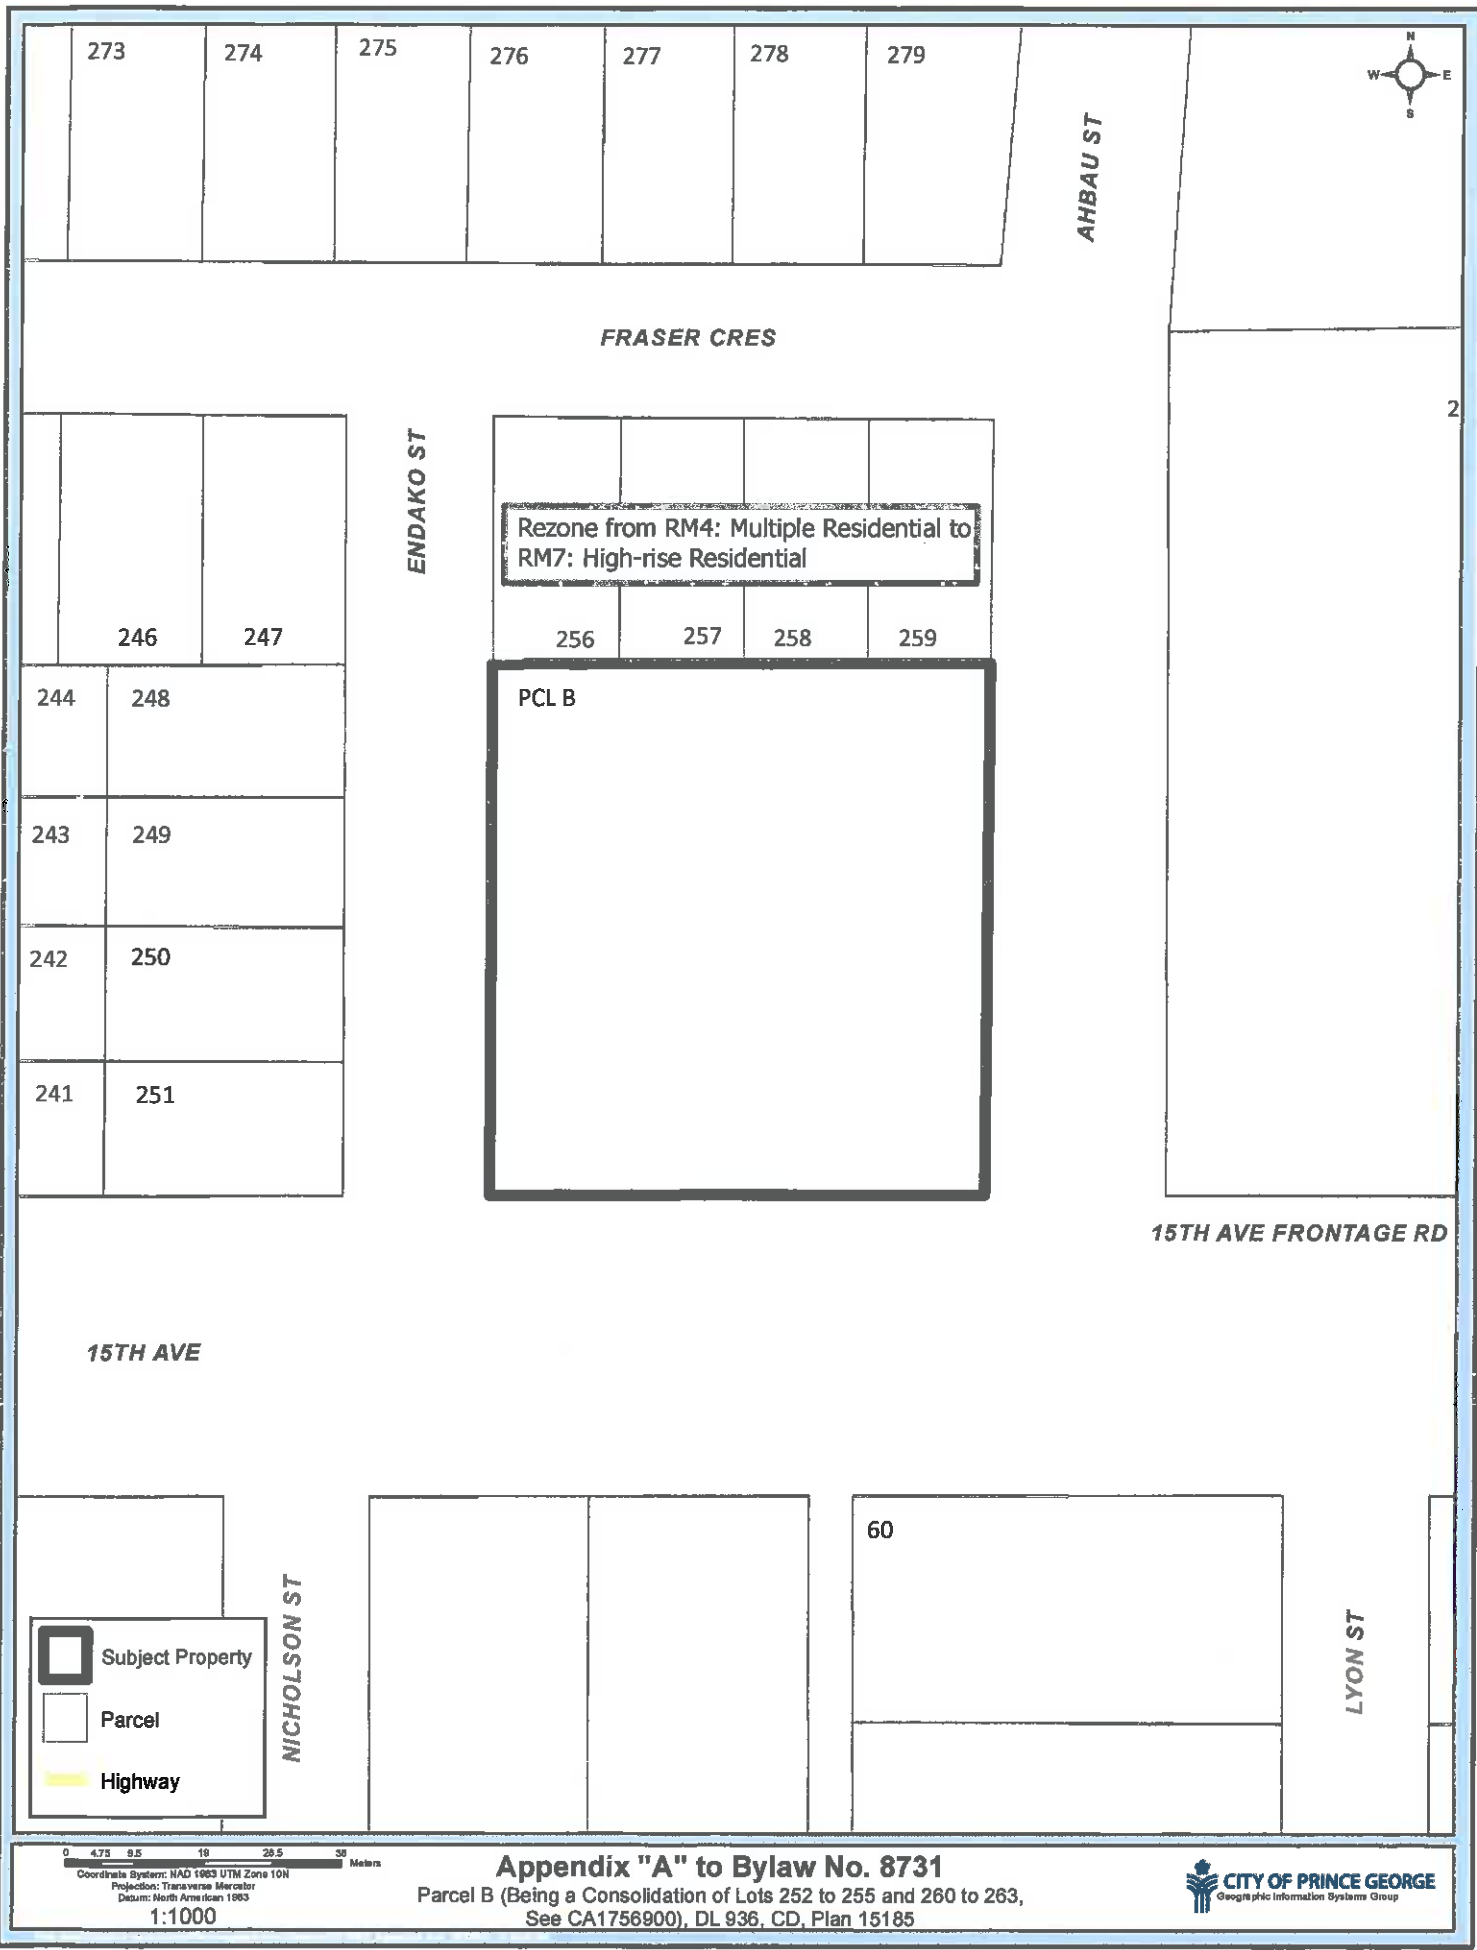 273
274
275
276
277
278
279
N
W E
S
AHBAU ST
FRASER CRES
2
ENDAKO ST
Rezone from RM4: Multiple Residential to
RM7: High-rise Residential
246
247
256
257
258
259
244
248
PCL B
243
249
242
250
241
251
15TH AVE FRONTAGE RD
15TH AVE
60
NICHOLSON ST
LYON ST
Subject Property
Parcel
Highway
0 4.75 9.5 19 28.5 38
Meters
Coordinate System: NAD 1983 UTM Zone 10N
Projection: Transverse Mercator
Datum: North American 1983
1:1000
Appendix "A" to Bylaw No. 8731
Parcel B (Being a Consolidation of Lots 252 to 255 and 260 to 263,
See CA1756900), DL 936, CD, Plan 15185
CITY OF PRINCE GEORGE
Geographic Information Systems Group